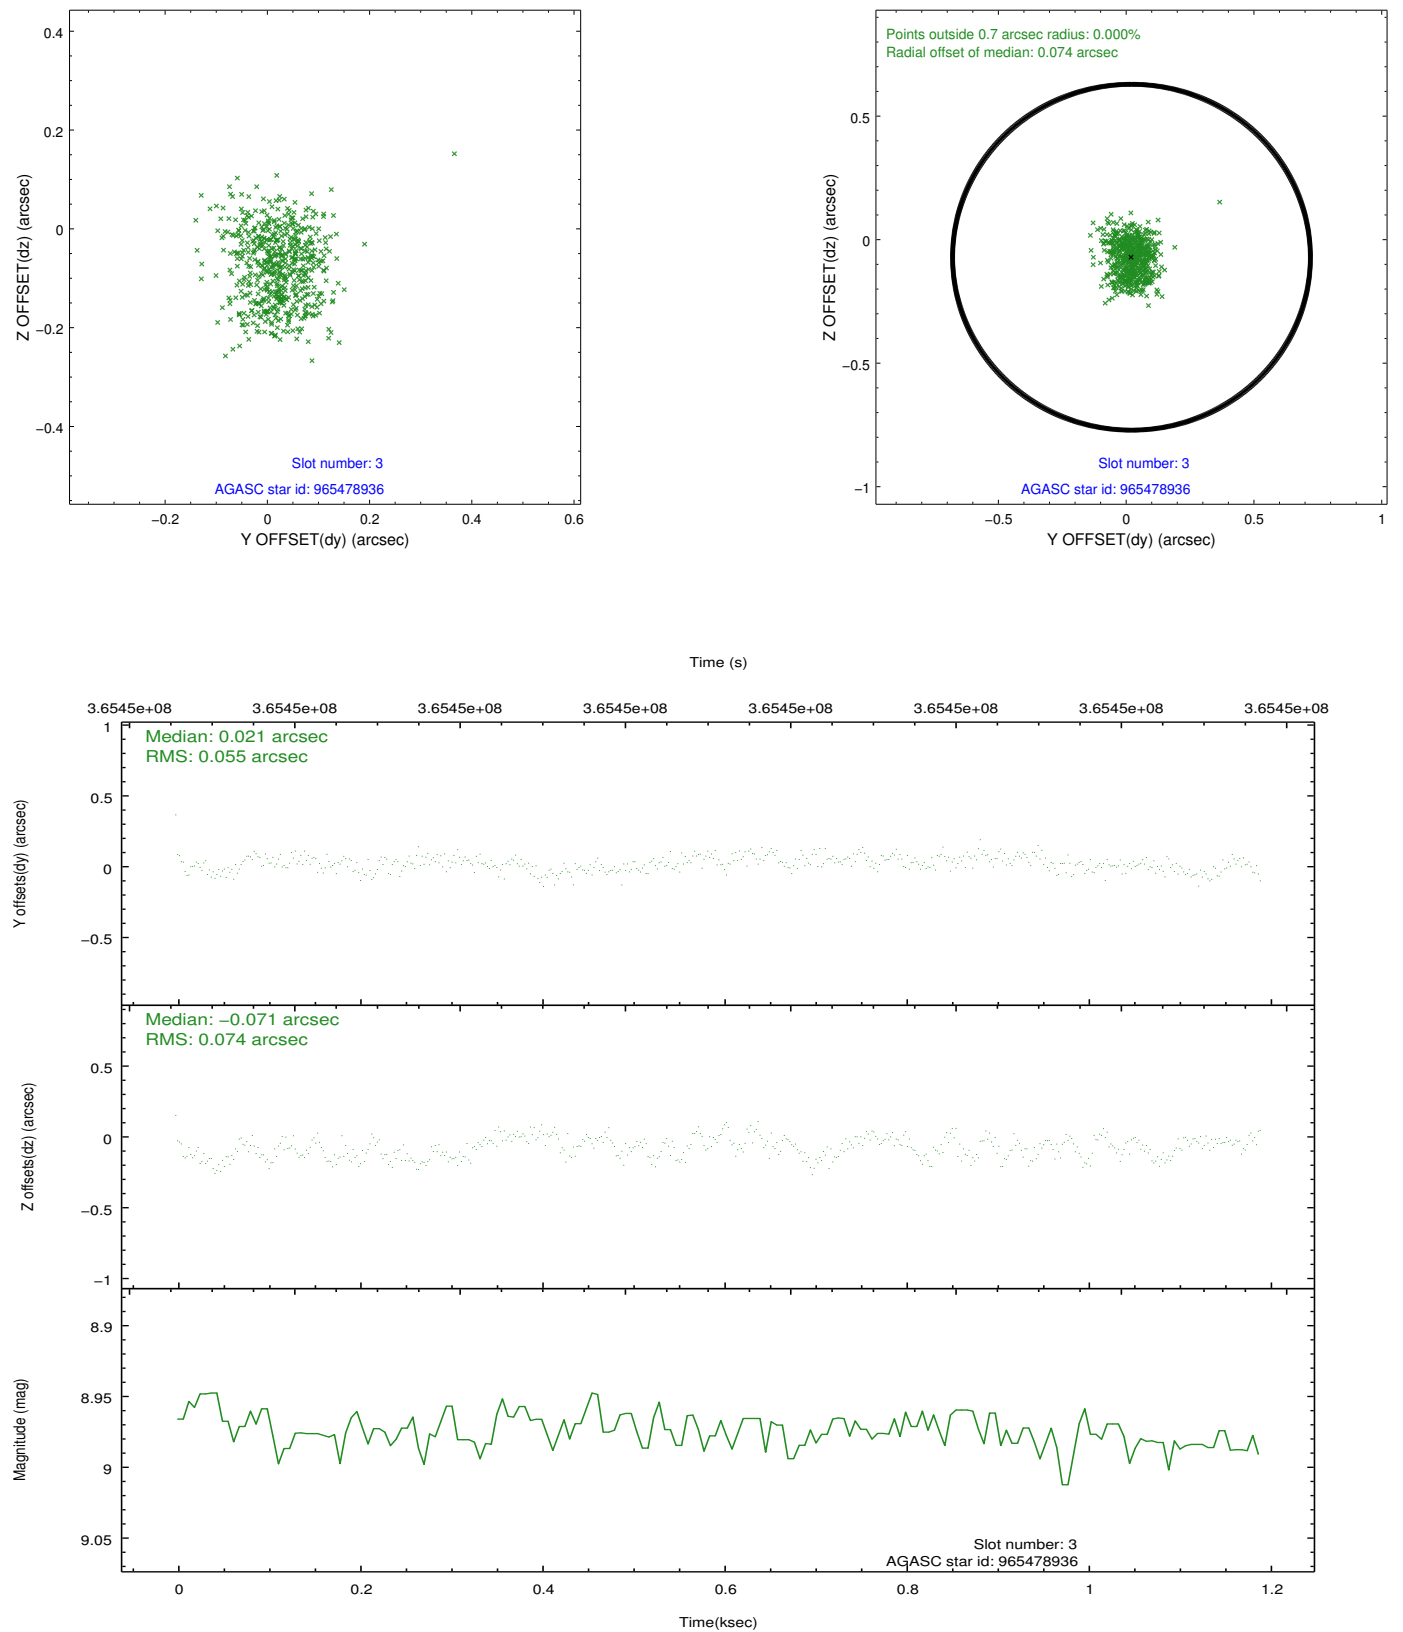 0.4
0.2
0
−0.2
−0.4
Z OFFSET(dz) (arcsec)
Slot number: 3
AGASC star id: 965478936
−0.2 0 0.2 0.4 0.6
Y OFFSET(dy) (arcsec)
Points outside 0.7 arcsec radius: 0.000%
Radial offset of median: 0.074 arcsec
0.5
0
−0.5
−1
Z OFFSET(dz) (arcsec)
Slot number: 3
AGASC star id: 965478936
−0.5 0 0.5 1
Y OFFSET(dy) (arcsec)
Time (s)
3.6545e+08 3.6545e+08 3.6545e+08 3.6545e+08 3.6545e+08 3.6545e+08 3.6545e+08 3.6545e+08
Median: 0.021 arcsec
RMS: 0.055 arcsec
1
0.5
0
−0.5
Y offsets(dy) (arcsec)
Median: −0.071 arcsec
RMS: 0.074 arcsec
0.5
0
−0.5
−1
Z offsets(dz) (arcsec)
8.9
8.95
9
9.05
Magnitude (mag)
Slot number: 3
AGASC star id: 965478936
0 0.2 0.4 0.6 0.8 1 1.2
Time(ksec)